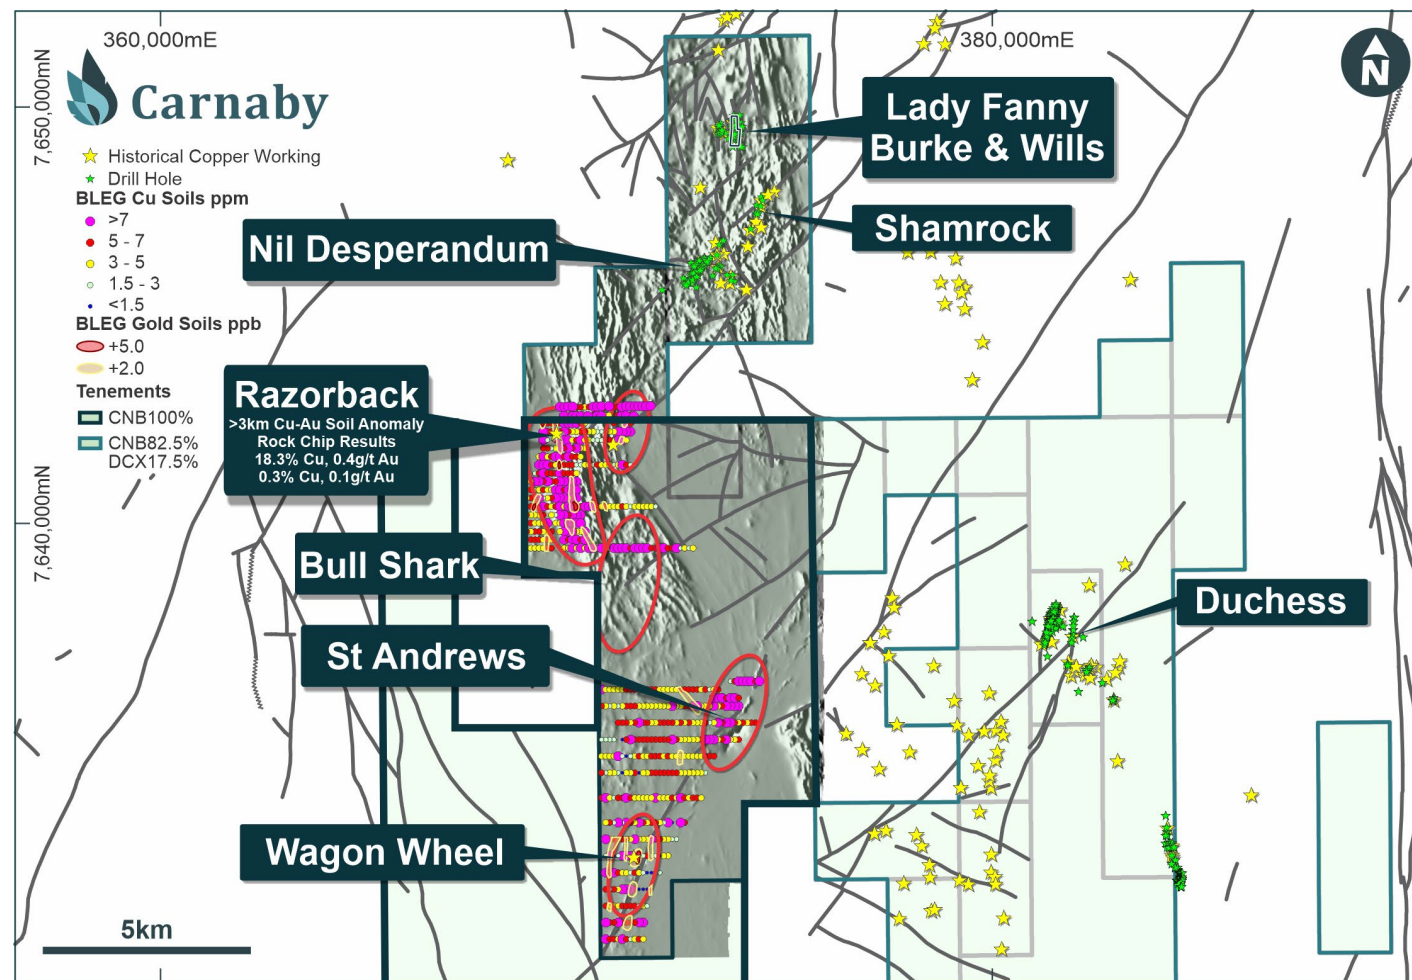 360,000mE
380,000mE
7,650,000mN
7,640,000mN
N
Carnaby
Historical Copper Working
Drill Hole
BLEG Cu Soils ppm
>7
5 - 7
3 - 5
1.5 - 3
<1.5
BLEG Gold Soils ppb
+5.0
+2.0
Tenements
CNB100%
CNB82.5%
DCX17.5%
Lady Fanny
Burke & Wills
Shamrock
Nil Desperandum
Razorback
>3km Cu-Au Soil Anomaly
Rock Chip Results
18.3% Cu, 0.4g/t Au
0.3% Cu, 0.1g/t Au
Bull Shark
Duchess
St Andrews
Wagon Wheel
5km